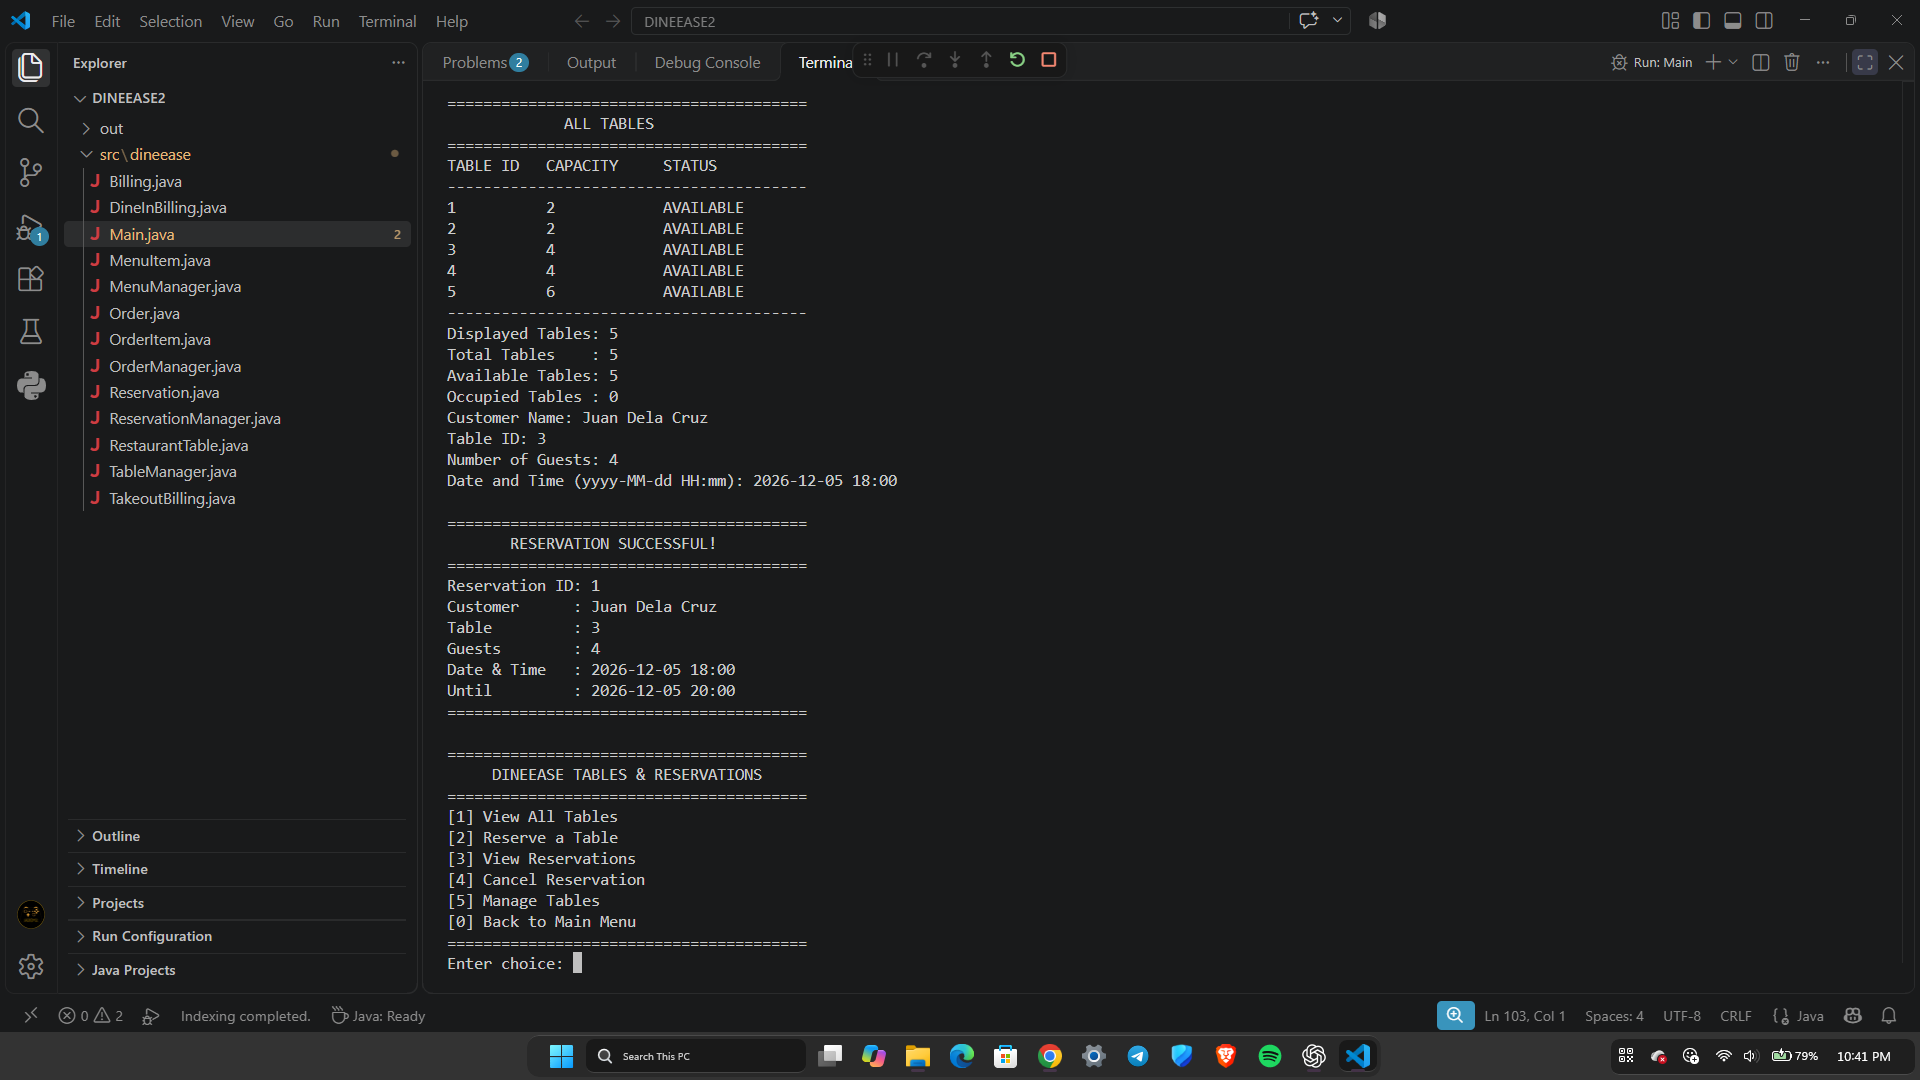 File Edit Selection View Go Run Terminal Help
DINEEASE2
Explorer
DINEEASE2
out
src\dineease
Billing.java
DineInBilling.java
Main.java 2
MenuItem.java
MenuManager.java
Order.java
OrderItem.java
OrderManager.java
Reservation.java
ReservationManager.java
RestaurantTable.java
TableManager.java
TakeoutBilling.java
Outline
Timeline
Projects
Run Configuration
Java Projects
1
Problems 2 Output Debug Console Termina
Run: Main
========================================
ALL TABLES
========================================
TABLE ID CAPACITY STATUS
----------------------------------------
1 2 AVAILABLE
2 2 AVAILABLE
3 4 AVAILABLE
4 4 AVAILABLE
5 6 AVAILABLE
----------------------------------------
Displayed Tables: 5
Total Tables    : 5
Available Tables: 5
Occupied Tables : 0
Customer Name: Juan Dela Cruz
Table ID: 3
Number of Guests: 4
Date and Time (yyyy-MM-dd HH:mm): 2026-12-05 18:00
========================================
RESERVATION SUCCESSFUL!
========================================
Reservation ID: 1
Customer      : Juan Dela Cruz
Table         : 3
Guests        : 4
Date & Time   : 2026-12-05 18:00
Until         : 2026-12-05 20:00
========================================
========================================
DINEEASE TABLES & RESERVATIONS
========================================
[1] View All Tables
[2] Reserve a Table
[3] View Reservations
[4] Cancel Reservation
[5] Manage Tables
[0] Back to Main Menu
========================================
Enter choice:
0 2 Indexing completed. Java: Ready
Ln 103, Col 1 Spaces: 4 UTF-8 CRLF {} Java
Search This PC
79% 10:41 PM